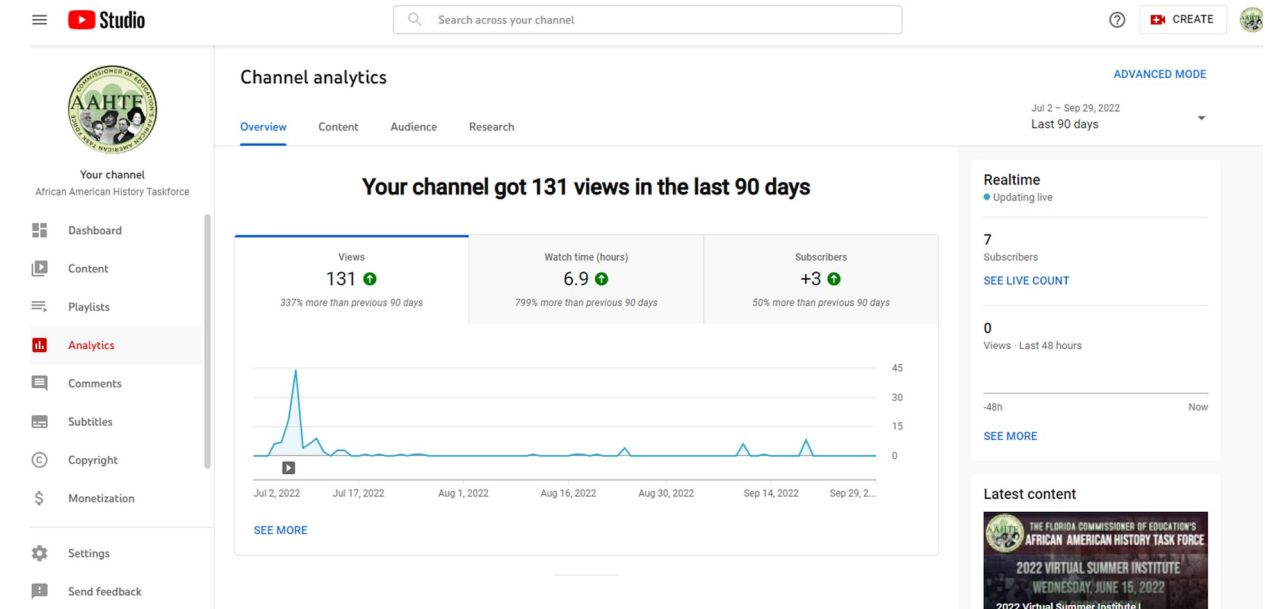 Studio
Search across your channel
CREATE
COMMISSIONER OF EDUCATION'S
AAHTF
Your channel
African American History Taskforce
Dashboard
Content
Playlists
Analytics
Comments
Subtitles
Copyright
Monetization
Settings
Send feedback
Channel analytics
ADVANCED MODE
Overview
Content
Audience
Research
Jul 2 – Sep 29, 2022
Last 90 days
Your channel got 131 views in the last 90 days
Views
131
337% more than previous 90 days
Watch time (hours)
6.9
799% more than previous 90 days
Subscribers
+3
50% more than previous 90 days
45
30
15
0
Jul 2, 2022
Jul 17, 2022
Aug 1, 2022
Aug 16, 2022
Aug 30, 2022
Sep 14, 2022
Sep 29, 2...
SEE MORE
Realtime
Updating live
7
Subscribers
SEE LIVE COUNT
0
Views · Last 48 hours
-48h
Now
SEE MORE
Latest content
THE FLORIDA COMMISSIONER OF EDUCATION'S
AFRICAN AMERICAN HISTORY TASK FORCE
2022 VIRTUAL SUMMER INSTITUTE
WEDNESDAY, JUNE 15, 2022
2022 Virtual Summer Institute |